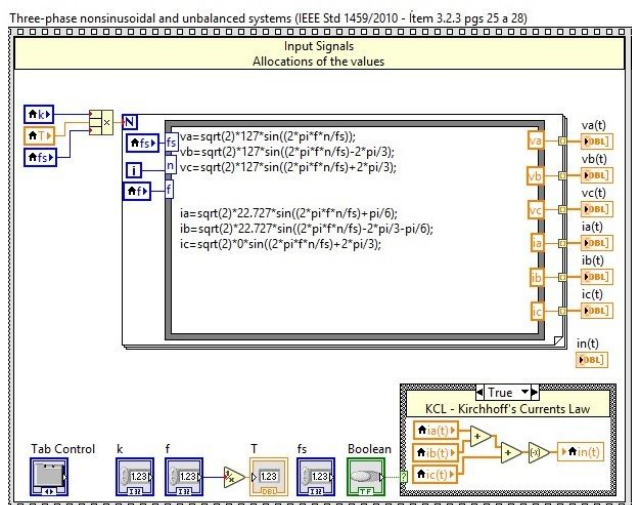 Three-phase nonsinusoidal and unbalanced systems (IEEE Std 1459/2010 - Ítem 3.2.3 pgs 25 a 28)
Input Signals
Allocations of the values
k
T
fs
x
N
fs
i
f
fs
n
f
va=sqrt(2)*127*sin((2*pi*f*n/fs));
vb=sqrt(2)*127*sin((2*pi*f*n/fs)-2*pi/3);
vc=sqrt(2)*127*sin((2*pi*f*n/fs)+2*pi/3);
ia=sqrt(2)*22.727*sin((2*pi*f*n/fs)+pi/6);
ib=sqrt(2)*22.727*sin((2*pi*f*n/fs)-2*pi/3-pi/6);
ic=sqrt(2)*0*sin((2*pi*f*n/fs)+2*pi/3);
va
vb
vc
ia
ib
ic
va(t)
DBL
vb(t)
DBL
vc(t)
DBL
ia(t)
DBL
ib(t)
DBL
ic(t)
DBL
in(t)
DBL
True
KCL - Kirchhoff's Currents Law
ia(t)
ib(t)
ic(t)
+
+
-x
in(t)
?
Tab Control
k
1.23
I32
f
1.23
I32
1/x
T
1.23
DBL
fs
1.23
I32
Boolean
TF